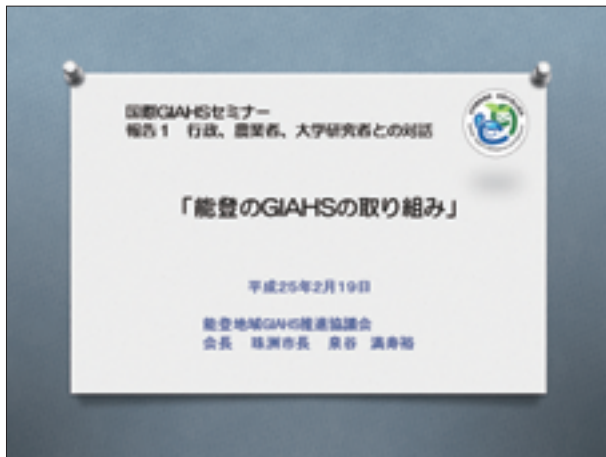 国際GIAHSセミナー
報告1　行政、農業者、大学研究者との対話
「能登のGIAHSの取り組み」
平成25年2月19日
能登地域GIAHS推進協議会
会長　珠洲市長　泉谷　満寿裕